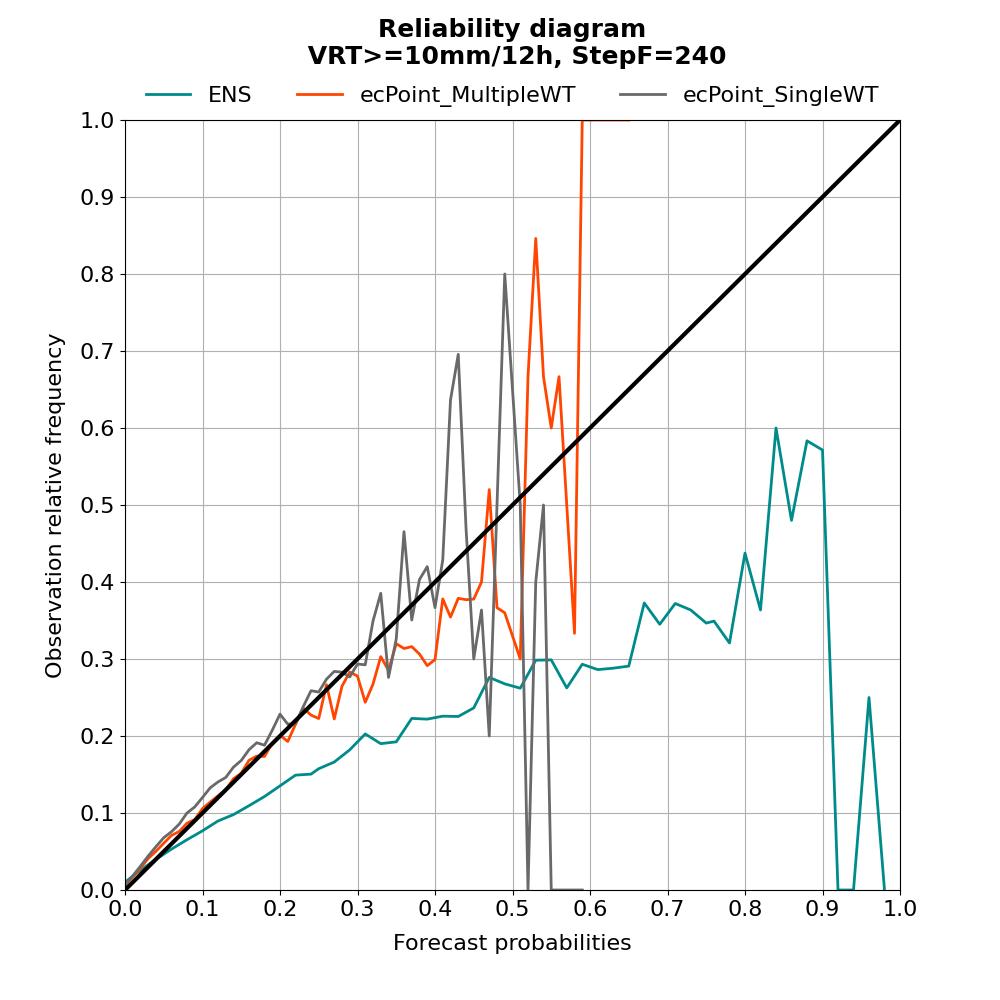 Reliability diagram
VRT>=10mm/12h, StepF=240
ENS ecPoint_MultipleWT ecPoint_SingleWT
1.0
0.9
0.8
0.7
0.6
0.5
0.4
0.3
0.2
0.1
0.0
Observation relative frequency
0.0 0.1 0.2 0.3 0.4 0.5 0.6 0.7 0.8 0.9 1.0
Forecast probabilities